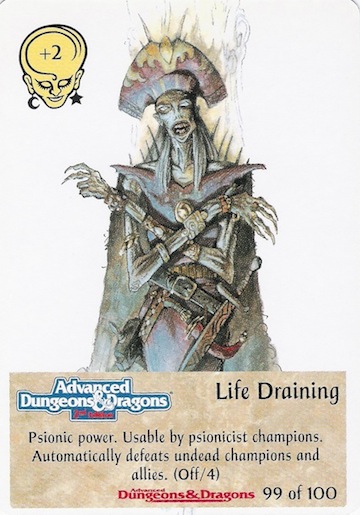 +2
Advanced
Dungeons & Dragons
2nd Edition
Life Draining
Psionic power. Usable by psionicist champions.
Automatically defeats undead champions and
allies. (Off/4)
Advanced
Dungeons & Dragons
99 of 100